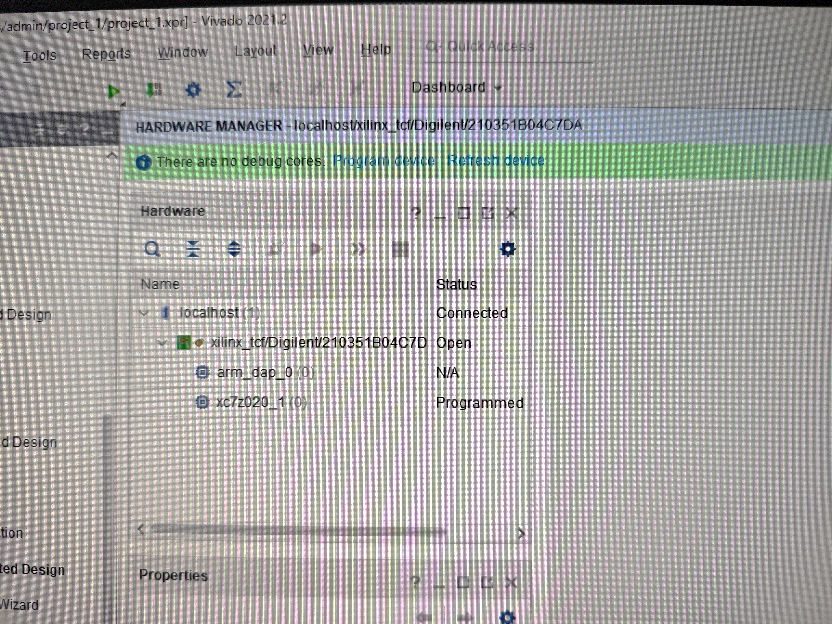 /admin/project_1/project_1.xpr] - Vivado 2021.2
Tools Reports Window Layout View Help Quick Access
Dashboard
HARDWARE MANAGER - localhost/xilinx_tcf/Digilent/210351B04C7DA
There are no debug cores. Program device Refresh device
Hardware
Name Status
localhost (1) Connected
xilinx_tcf/Digilent/210351B04C7D Open
arm_dap_0 (0) N/A
xc7z020_1 (0) Programmed
d Design
d Design
tion
ted Design
Wizard
Properties